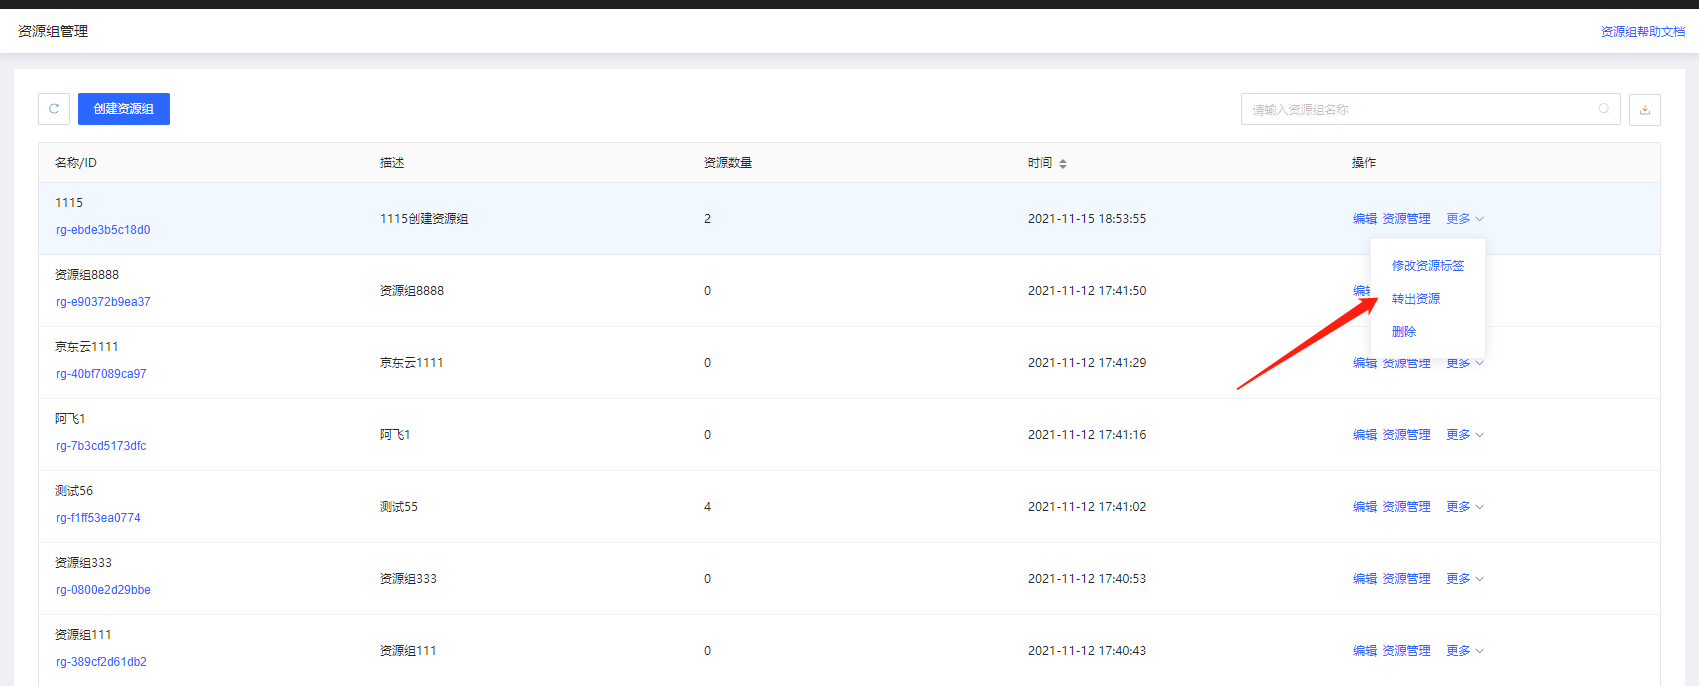 资源组管理
资源组帮助文档
创建资源组
请输入资源组名称
名称/ID 描述 资源数量 时间 操作
1115
rg-ebde3b5c18d0
1115创建资源组 2 2021-11-15 18:53:55 编辑 资源管理 更多
修改资源标签
转出资源
删除
资源组8888
rg-e90372b9ea37
资源组8888 0 2021-11-12 17:41:50
京东云1111
rg-40bf7089ca97
京东云1111 0 2021-11-12 17:41:29 编辑 资源管理 更多
阿飞1
rg-7b3cd5173dfc
阿飞1 0 2021-11-12 17:41:16 编辑 资源管理 更多
测试56
rg-f1ff53ea0774
测试55 4 2021-11-12 17:41:02 编辑 资源管理 更多
资源组333
rg-0800e2d29bbe
资源组333 0 2021-11-12 17:40:53 编辑 资源管理 更多
资源组111
rg-389cf2d61db2
资源组111 0 2021-11-12 17:40:43 编辑 资源管理 更多